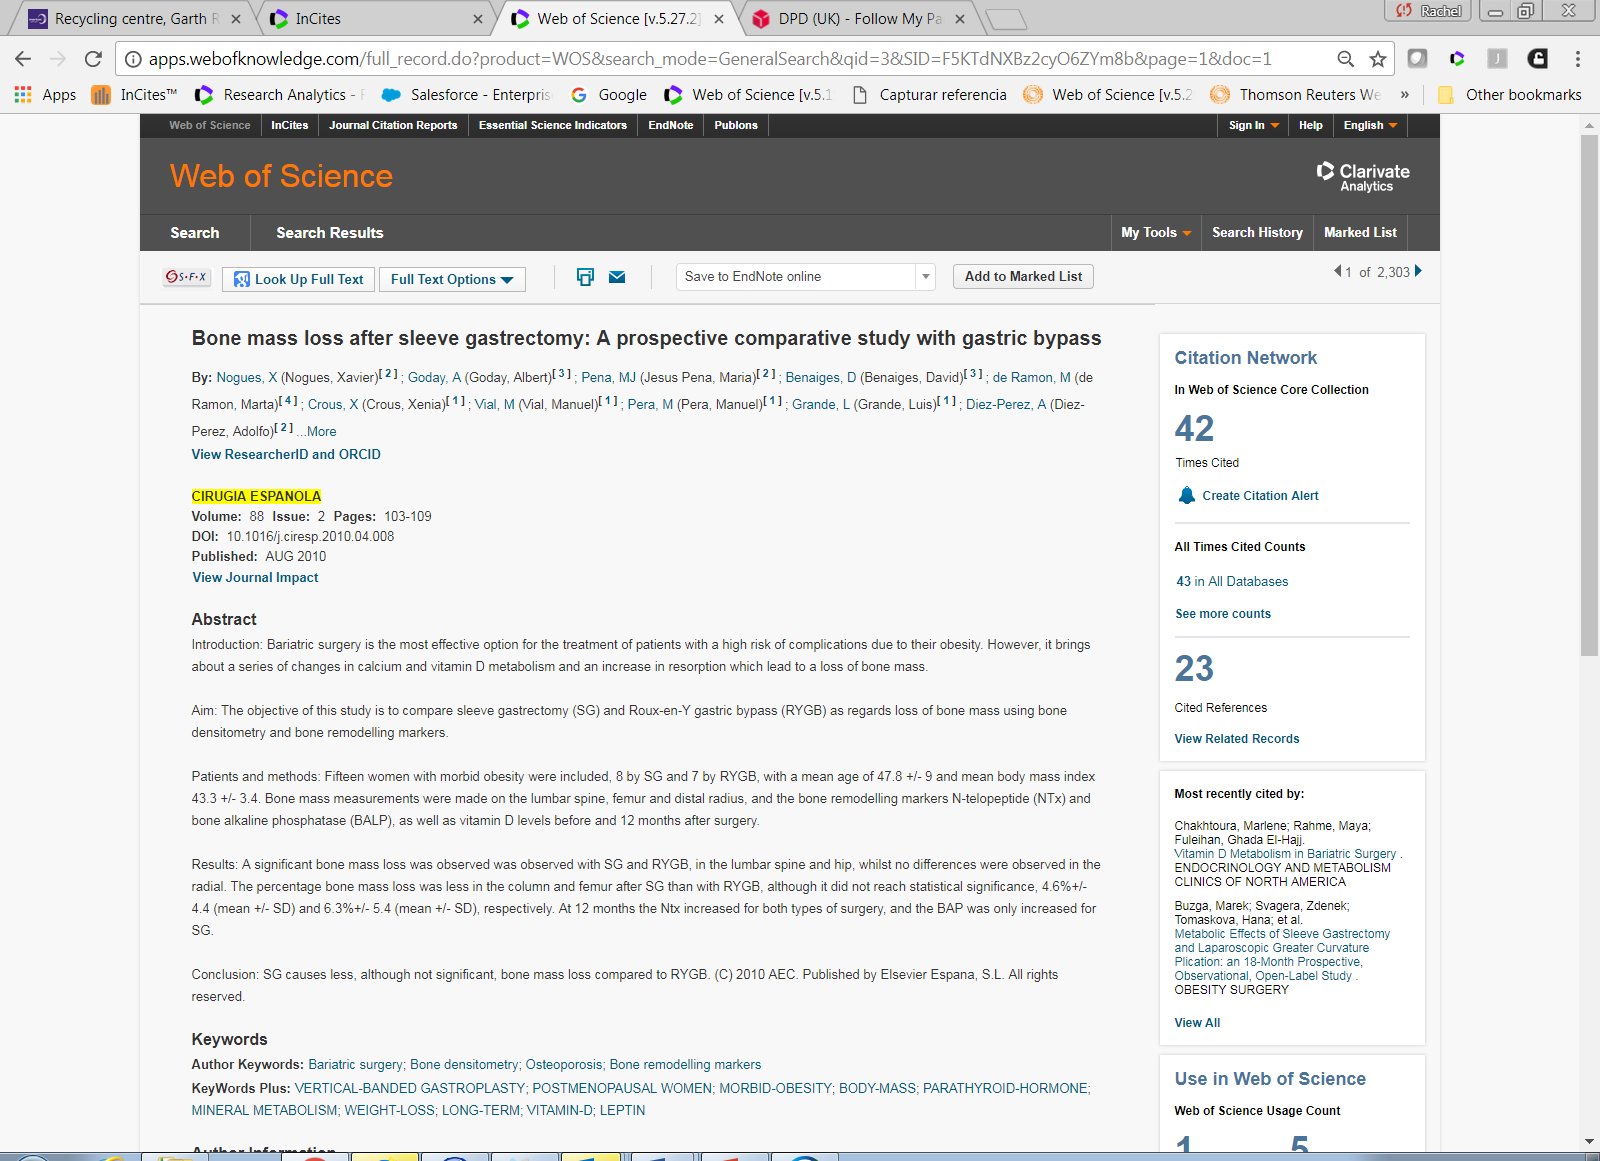 Recycling centre, Garth R
InCites
Web of Science [v.5.27.2]
DPD (UK) - Follow My Pa
Rachel
apps.webofknowledge.com/full_record.do?product=WOS&search_mode=GeneralSearch&qid=3&SID=F5KTdNXBz2cyO6ZYm8b&page=1&doc=1
Apps InCites™ Research Analytics - Salesforce - Enterpris Google Web of Science [v.5.1 Capturar referencia Web of Science [v.5.2 Thomson Reuters We » Other bookmarks
Web of Science InCites Journal Citation Reports Essential Science Indicators EndNote Publons Sign In Help English
Web of Science
Clarivate
Analytics
Search Search Results My Tools Search History Marked List
S·F·X Look Up Full Text Full Text Options Save to EndNote online Add to Marked List 1 of 2,303
Bone mass loss after sleeve gastrectomy: A prospective comparative study with gastric bypass
By: Nogues, X (Nogues, Xavier)[ 2 ] ; Goday, A (Goday, Albert)[ 3 ] ; Pena, MJ (Jesus Pena, Maria)[ 2 ] ; Benaiges, D (Benaiges, David)[ 3 ] ; de Ramon, M (de
Ramon, Marta)[ 4 ] ; Crous, X (Crous, Xenia)[ 1 ] ; Vial, M (Vial, Manuel)[ 1 ] ; Pera, M (Pera, Manuel)[ 1 ] ; Grande, L (Grande, Luis)[ 1 ] ; Diez-Perez, A (Diez-
Perez, Adolfo)[ 2 ] ...More
View ResearcherID and ORCID
CIRUGIA ESPANOLA
Volume: 88 Issue: 2 Pages: 103-109
DOI: 10.1016/j.ciresp.2010.04.008
Published: AUG 2010
View Journal Impact
Abstract
Introduction: Bariatric surgery is the most effective option for the treatment of patients with a high risk of complications due to their obesity. However, it brings
about a series of changes in calcium and vitamin D metabolism and an increase in resorption which lead to a loss of bone mass.
Aim: The objective of this study is to compare sleeve gastrectomy (SG) and Roux-en-Y gastric bypass (RYGB) as regards loss of bone mass using bone
densitometry and bone remodelling markers.
Patients and methods: Fifteen women with morbid obesity were included, 8 by SG and 7 by RYGB, with a mean age of 47.8 +/- 9 and mean body mass index
43.3 +/- 3.4. Bone mass measurements were made on the lumbar spine, femur and distal radius, and the bone remodelling markers N-telopeptide (NTx) and
bone alkaline phosphatase (BALP), as well as vitamin D levels before and 12 months after surgery.
Results: A significant bone mass loss was observed was observed with SG and RYGB, in the lumbar spine and hip, whilst no differences were observed in the
radial. The percentage bone mass loss was less in the column and femur after SG than with RYGB, although it did not reach statistical significance, 4.6%+/-
4.4 (mean +/- SD) and 6.3%+/- 5.4 (mean +/- SD), respectively. At 12 months the Ntx increased for both types of surgery, and the BAP was only increased for
SG.
Conclusion: SG causes less, although not significant, bone mass loss compared to RYGB. (C) 2010 AEC. Published by Elsevier Espana, S.L. All rights
reserved.
Keywords
Author Keywords: Bariatric surgery; Bone densitometry; Osteoporosis; Bone remodelling markers
KeyWords Plus: VERTICAL-BANDED GASTROPLASTY; POSTMENOPAUSAL WOMEN; MORBID-OBESITY; BODY-MASS; PARATHYROID-HORMONE;
MINERAL METABOLISM; WEIGHT-LOSS; LONG-TERM; VITAMIN-D; LEPTIN
Author Information
Citation Network
In Web of Science Core Collection
42
Times Cited
Create Citation Alert
All Times Cited Counts
43 in All Databases
See more counts
23
Cited References
View Related Records
Most recently cited by:
Chakhtoura, Marlene; Rahme, Maya;
Fuleihan, Ghada El-Hajj.
Vitamin D Metabolism in Bariatric Surgery .
ENDOCRINOLOGY AND METABOLISM
CLINICS OF NORTH AMERICA
Buzga, Marek; Svagera, Zdenek;
Tomaskova, Hana; et al.
Metabolic Effects of Sleeve Gastrectomy
and Laparoscopic Greater Curvature
Plication: an 18-Month Prospective,
Observational, Open-Label Study .
OBESITY SURGERY
View All
Use in Web of Science
Web of Science Usage Count
1 5